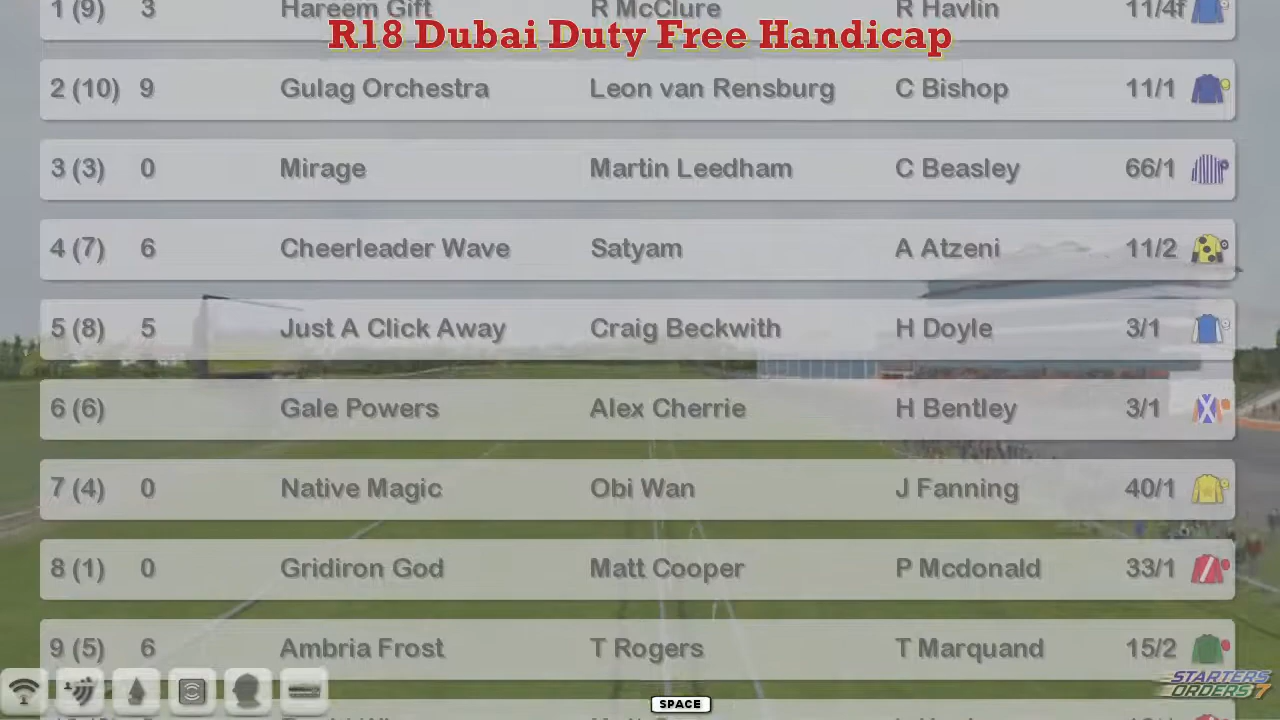 1 (9) 3 Hareem Gift R McClure R Havlin 11/4f
R18 Dubai Duty Free Handicap
2 (10) 9 Gulag Orchestra Leon van Rensburg C Bishop 11/1
3 (3) 0 Mirage Martin Leedham C Beasley 66/1
4 (7) 6 Cheerleader Wave Satyam A Atzeni 11/2
5 (8) 5 Just A Click Away Craig Beckwith H Doyle 3/1
6 (6) Gale Powers Alex Cherrie H Bentley 3/1
7 (4) 0 Native Magic Obi Wan J Fanning 40/1
8 (1) 0 Gridiron God Matt Cooper P Mcdonald 33/1
9 (5) 6 Ambria Frost T Rogers T Marquand 15/2
STARTERS ORDERS 7
SPACE